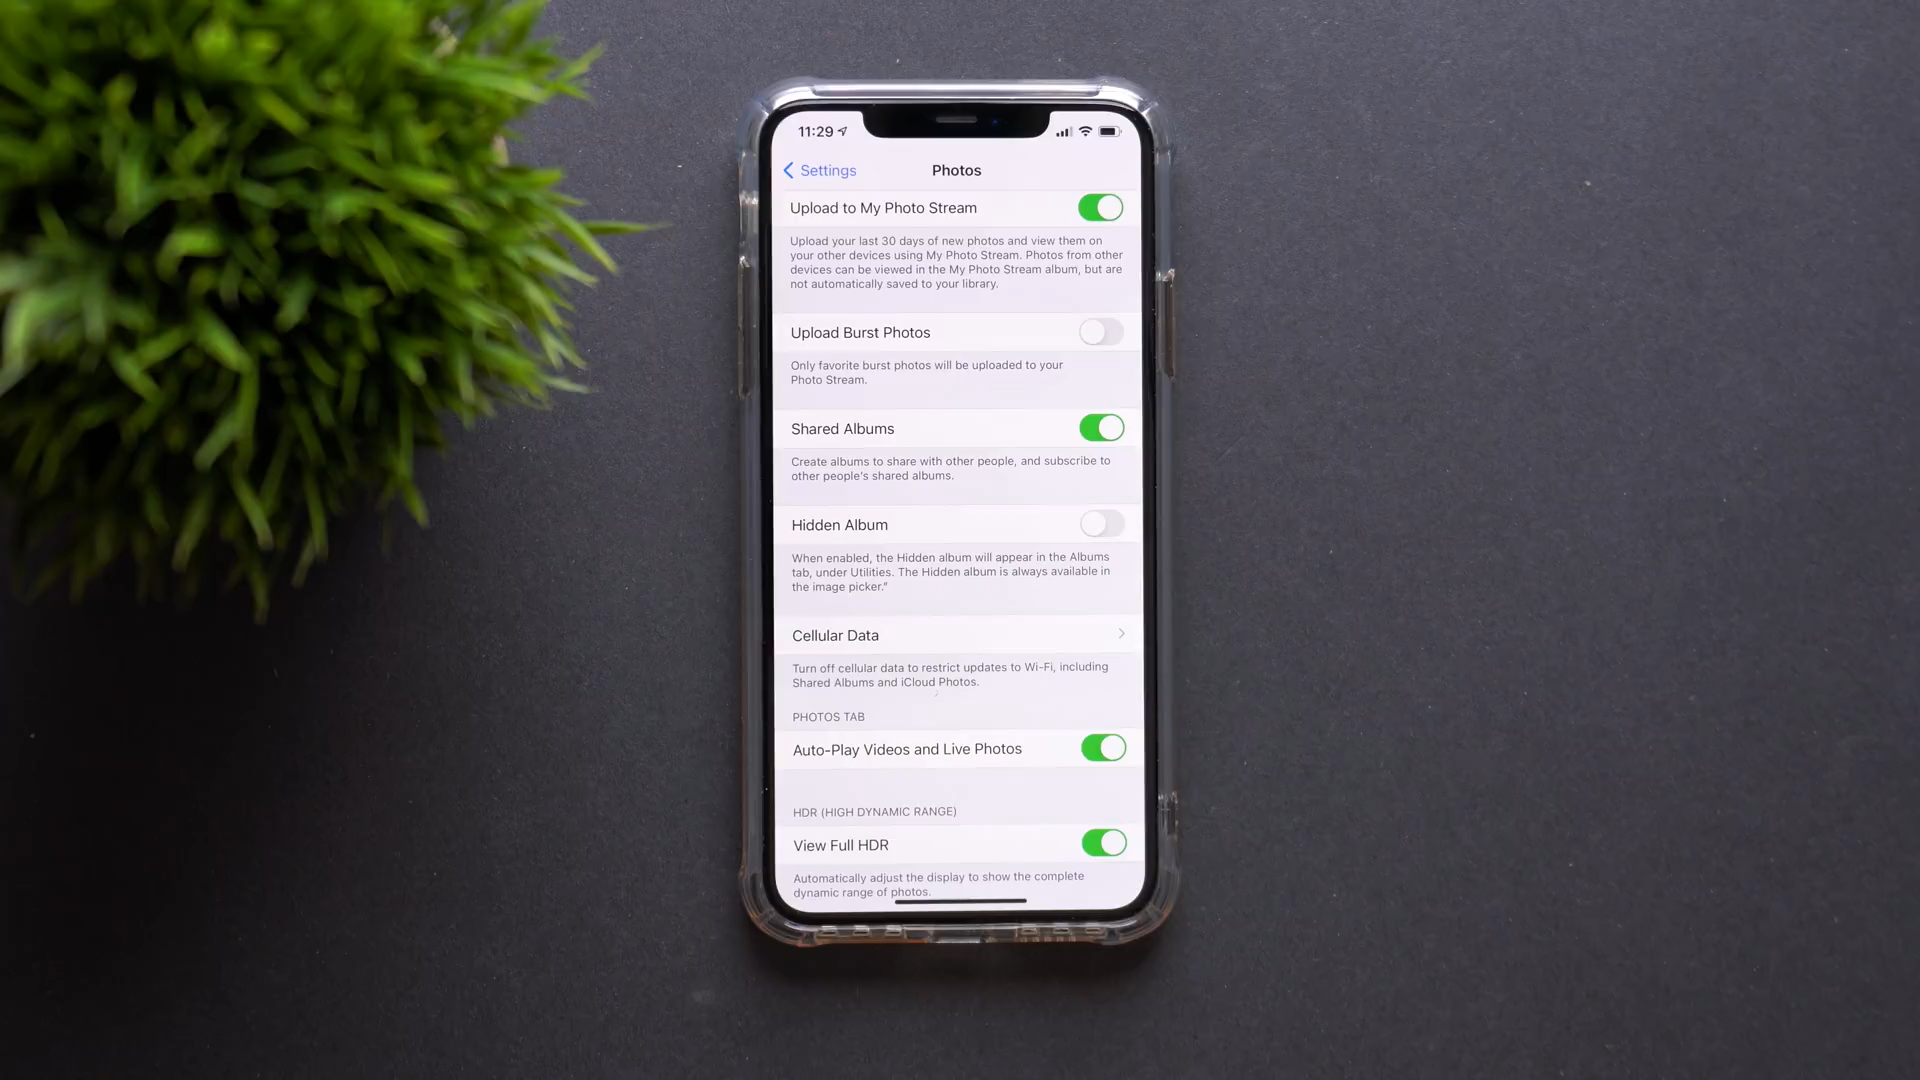 11:29
Settings
Photos
Upload to My Photo Stream
Upload your last 30 days of new photos and view them on
your other devices using My Photo Stream. Photos from other
devices can be viewed in the My Photo Stream album, but are
not automatically saved to your library.
Upload Burst Photos
Only favorite burst photos will be uploaded to your
Photo Stream.
Shared Albums
Create albums to share with other people, and subscribe to
other people's shared albums.
Hidden Album
When enabled, the Hidden album will appear in the Albums
tab, under Utilities. The Hidden album is always available in
the image picker."
Cellular Data
Turn off cellular data to restrict updates to Wi-Fi, including
Shared Albums and iCloud Photos.
PHOTOS TAB
Auto-Play Videos and Live Photos
HDR (HIGH DYNAMIC RANGE)
View Full HDR
Automatically adjust the display to show the complete
dynamic range of photos.